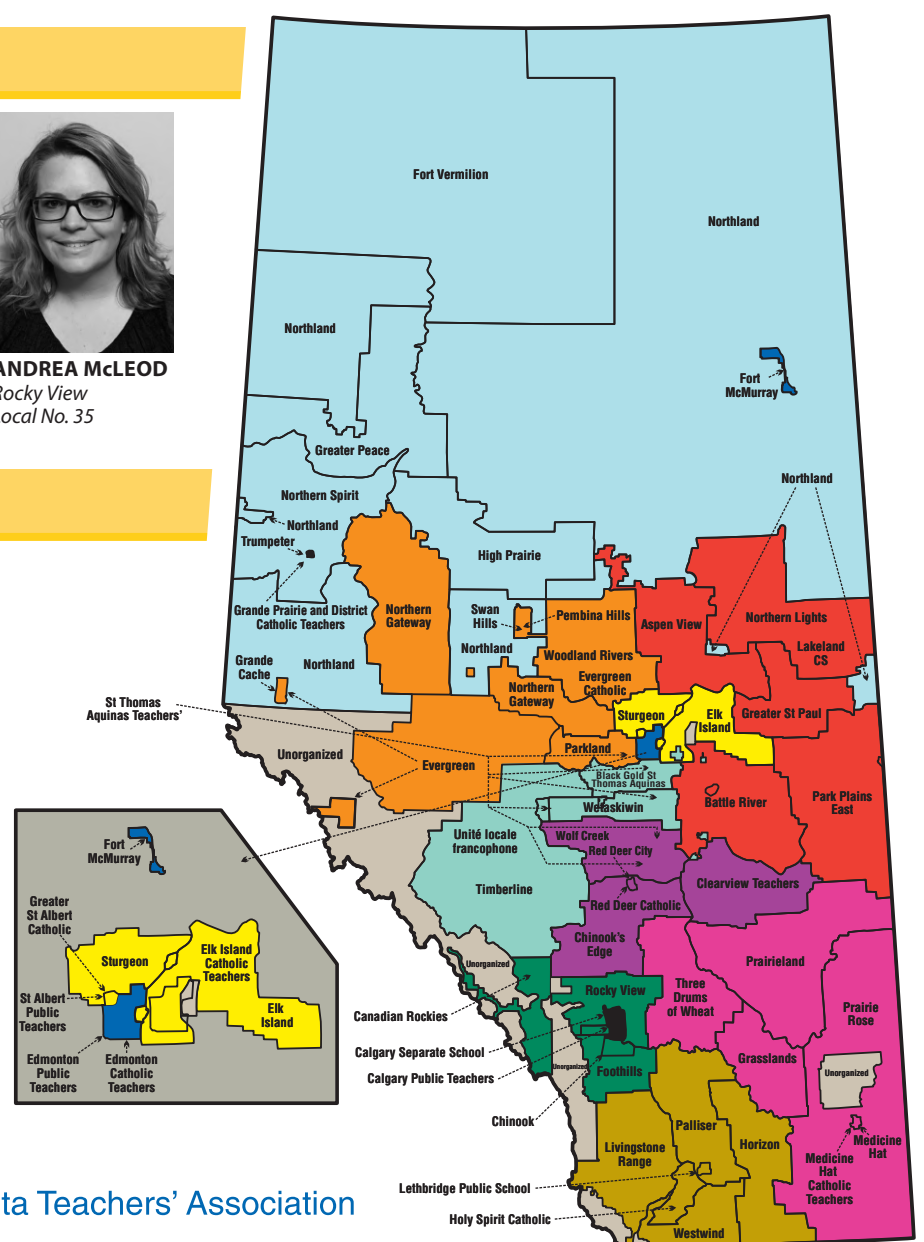 ANDREA McLEOD
Rocky View
ocal No. 35
Fort Vermilion
Northland
Northland
Fort
McMurray
Greater Peace
Northland
Northern Spirit
Northland
Trumpeter
High Prairie
Grande Prairie and District
Catholic Teachers
Northern
Gateway
Swan
Hills
Pembina Hills
Aspen View
Northern Lights
Lakeland
CS
Northland
Woodland Rivers
Grande
Cache
Northland
Evergreen
Catholic
Northern
Gateway
St Thomas
Aquinas Teachers'
Sturgeon
Elk
Island
Greater St Paul
Unorganized
Parkland
Evergreen
Black Gold St
Thomas Aquinas
Wetaskiwin
Battle River
Park Plains
East
Unité locale
francophone
Wolf Creek
Red Deer City
Timberline
Clearview Teachers
Red Deer Catholic
Chinook's
Edge
Unorganized
Prairieland
Rocky View
Three
Drums
of Wheat
Prairie
Rose
Canadian Rockies
Calgary Separate School
Grasslands
Calgary Public Teachers
Unorganized
Foothills
Unorganized
Chinook
Palliser
Horizon
Livingstone
Range
Medicine
Hat
Medicine
Hat
Catholic
Teachers
Lethbridge Public School
Holy Spirit Catholic
Westwind
Fort
McMurray
Greater
St Albert
Catholic
Sturgeon
Elk Island
Catholic
Teachers
St Albert
Public
Teachers
Elk
Island
Edmonton
Public
Teachers
Edmonton
Catholic
Teachers
ta Teachers' Association